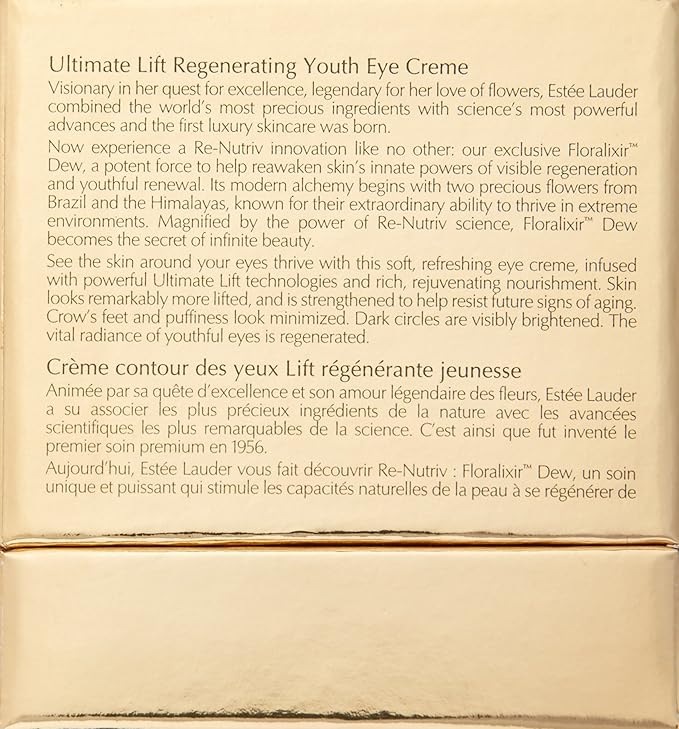 Ultimate Lift Regenerating Youth Eye Creme
Visionary in her quest for excellence, legendary for her love of flowers, Estée Lauder
combined the world's most precious ingredients with science's most powerful
advances and the first luxury skincare was born.
Now experience a Re-Nutriv innovation like no other: our exclusive Floralixir™
Dew, a potent force to help reawaken skin's innate powers of visible regeneration
and youthful renewal. Its modern alchemy begins with two precious flowers from
Brazil and the Himalayas, known for their extraordinary ability to thrive in extreme
environments. Magnified by the power of Re-Nutriv science, Floralixir™ Dew
becomes the secret of infinite beauty.
See the skin around your eyes thrive with this soft, refreshing eye creme, infused
with powerful Ultimate Lift technologies and rich, rejuvenating nourishment. Skin
looks remarkably more lifted, and is strengthened to help resist future signs of aging.
Crow's feet and puffiness look minimized. Dark circles are visibly brightened. The
vital radiance of youthful eyes is regenerated.
Crème contour des yeux Lift régénérante jeunesse
Animée par sa quête d'excellence et son amour légendaire des fleurs, Estée Lauder
a su associer les plus précieux ingrédients de la nature avec les avancées
scientifiques les plus remarquables de la science. C'est ainsi que fut inventé le
premier soin premium en 1956.
Aujourd'hui, Estée Lauder vous fait découvrir Re-Nutriv : Floralixir™ Dew, un soin
unique et puissant qui stimule les capacités naturelles de la peau à se régénérer de